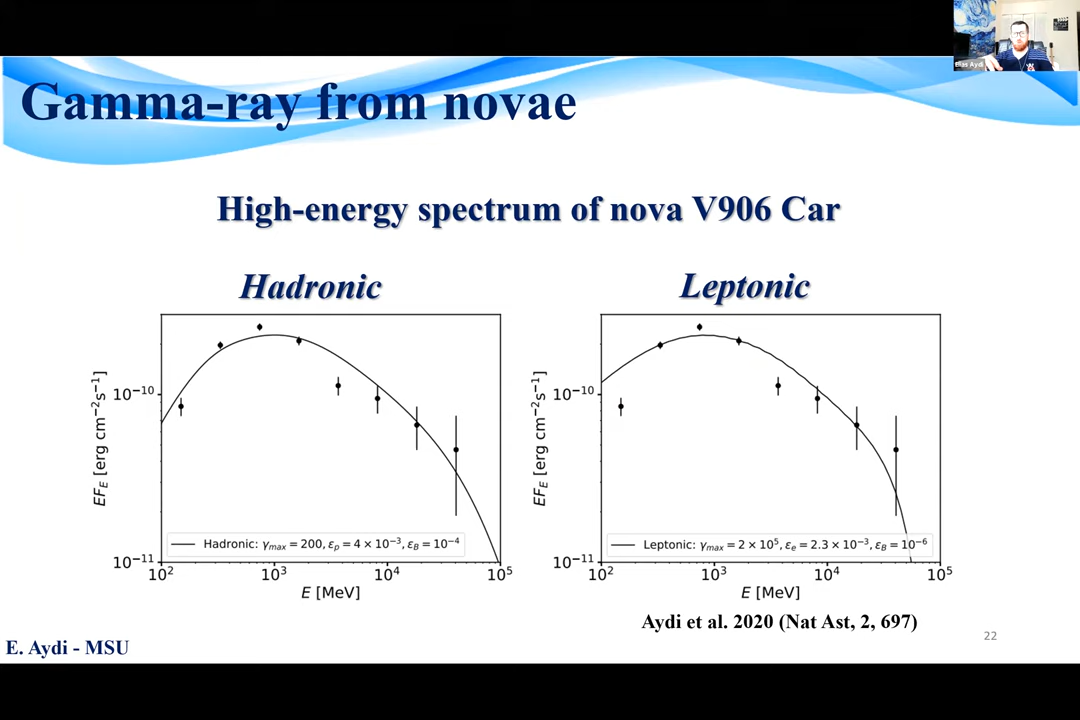 Elias Aydi
Gamma-ray from novae
High-energy spectrum of nova V906 Car
Hadronic
Leptonic
EF_E [erg cm⁻²s⁻¹]
10⁻¹⁰
10⁻¹¹
Hadronic: γ_max = 200, ε_p = 4 × 10⁻³, ε_B = 10⁻⁴
10² 10³ 10⁴ 10⁵
E [MeV]
EF_E [erg cm⁻²s⁻¹]
10⁻¹⁰
10⁻¹¹
Leptonic: γ_max = 2 × 10⁵, ε_e = 2.3 × 10⁻³, ε_B = 10⁻⁶
10² 10³ 10⁴ 10⁵
E [MeV]
Aydi et al. 2020 (Nat Ast, 2, 697)
E. Aydi - MSU
22